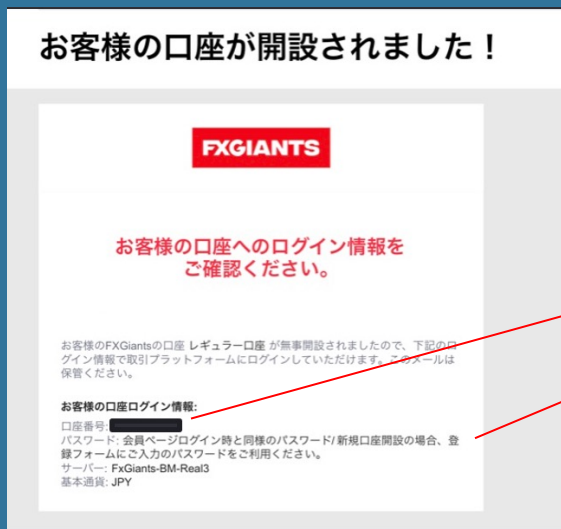 お客様の口座が開設されました！
FXGIANTS
お客様の口座へのログイン情報を
ご確認ください。
お客様のFXGiantsの口座 レギュラー口座 が無事開設されましたので、下記のロ
グイン情報で取引プラットフォームにログインしていただけます。このメールは
保管ください。
お客様の口座ログイン情報:
口座番号:
パスワード: 会員ページログイン時と同様のパスワード/ 新規口座開設の場合、登
録フォームにご入力のパスワードをご利用ください。
サーバー: FxGiants-BM-Real3
基本通貨: JPY